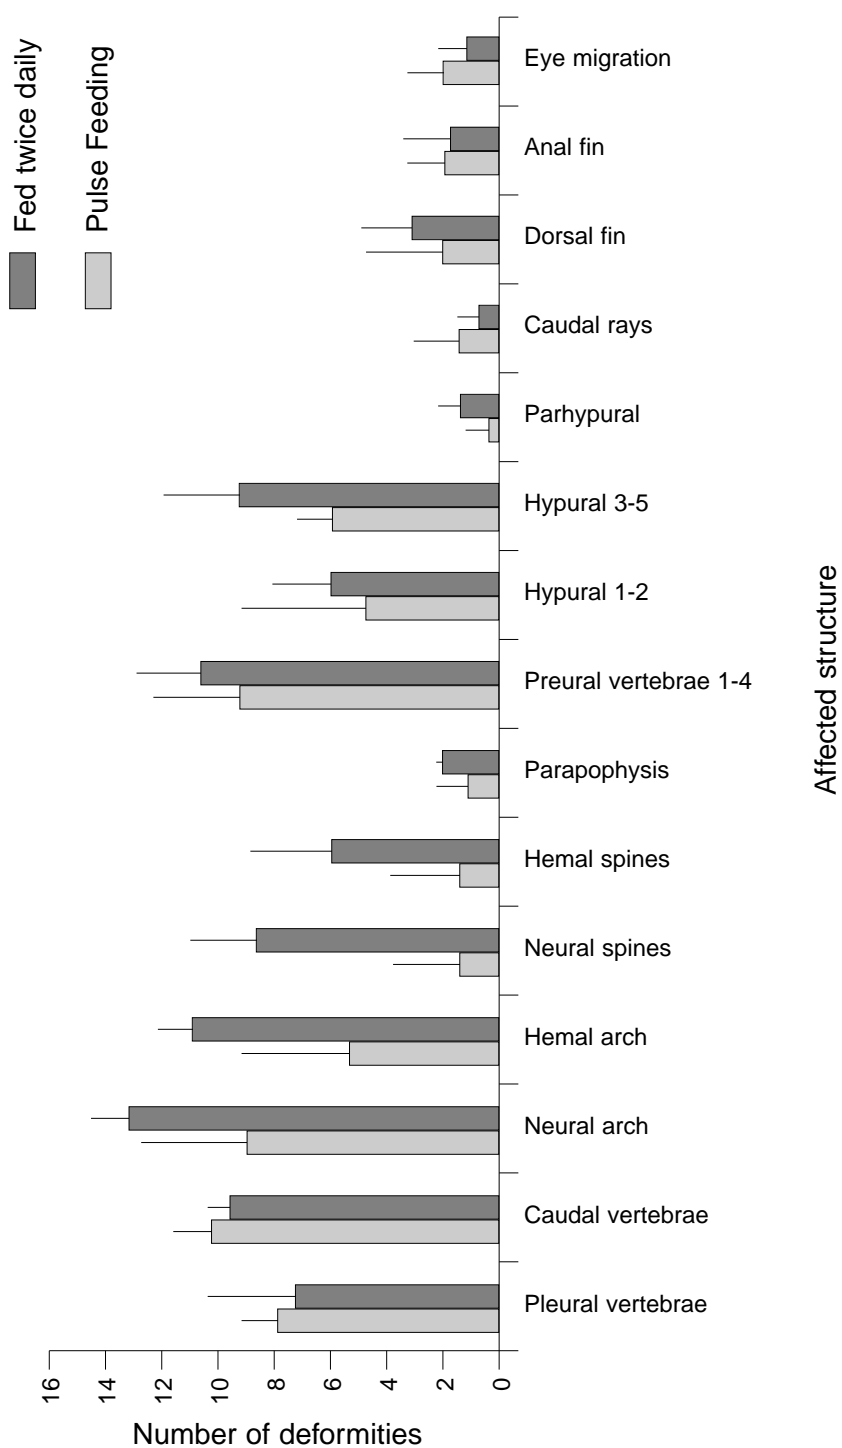 Fed twice daily
Pulse Feeding
Eye migration
Anal fin
Dorsal fin
Caudal rays
Parhypural
Hypural 3-5
Hypural 1-2
Preural vertebrae 1-4
Parapophysis
Hemal spines
Neural spines
Hemal arch
Neural arch
Caudal vertebrae
Pleural vertebrae
Affected structure
16
14
12
10
8
6
4
2
0
Number of deformities